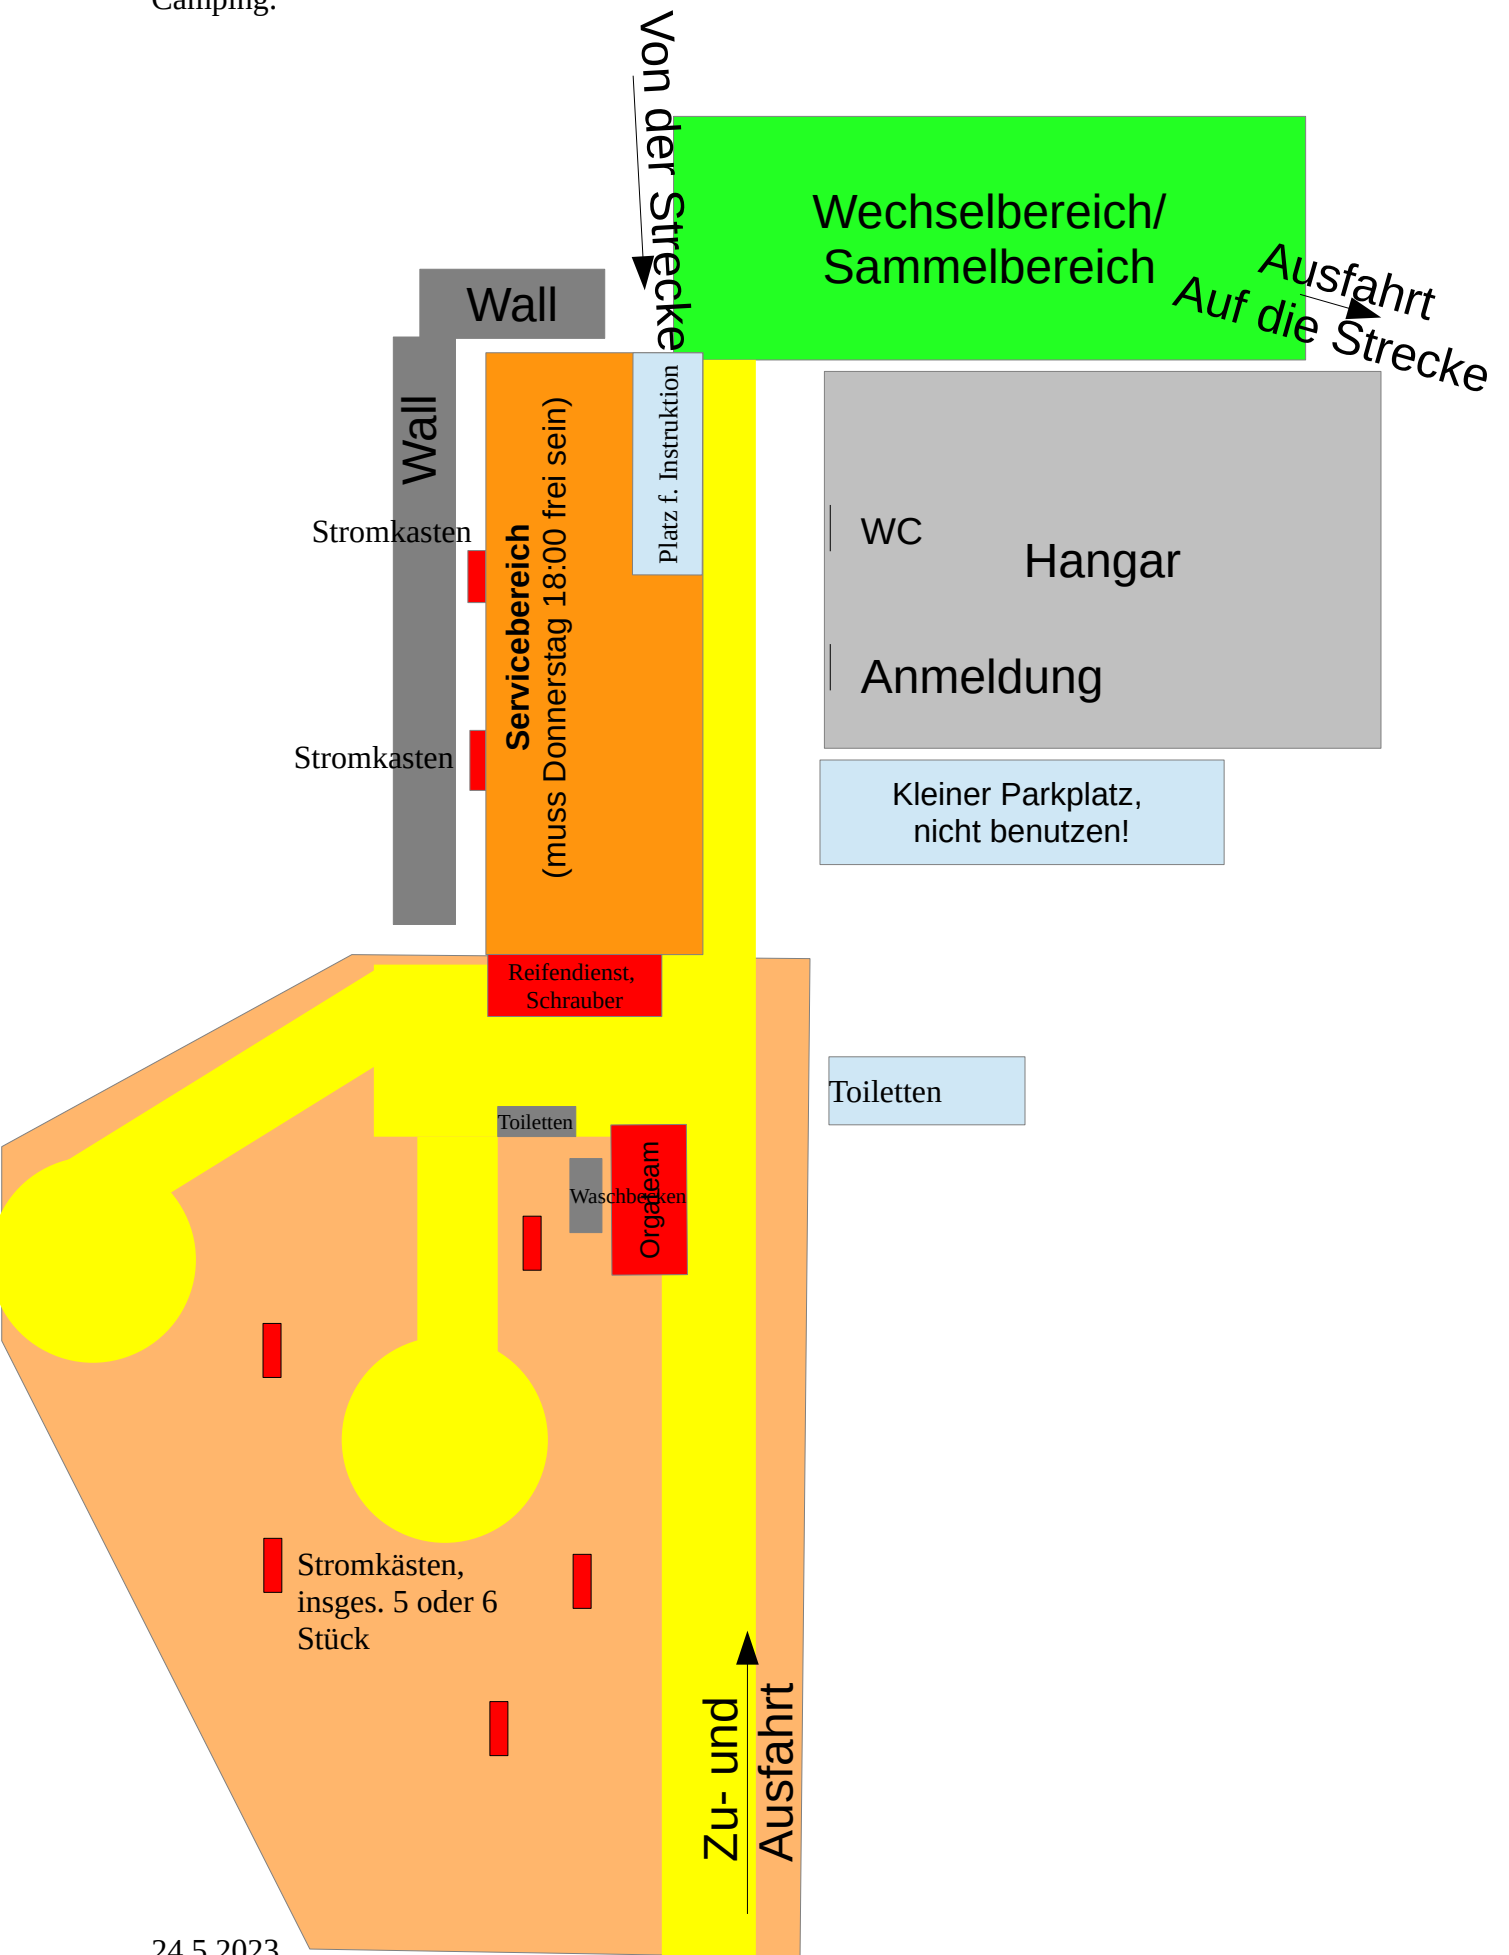 Camping:
Von der Strecke
Wechselbereich/
Sammelbereich
Ausfahrt
Auf die Strecke
Wall
Wall
Platz f. Instruktion
Stromkasten
Servicebereich
(muss Donnerstag 18:00 frei sein)
WC
Hangar
Anmeldung
Stromkasten
Kleiner Parkplatz,
nicht benutzen!
Reifendienst,
Schrauber
Toiletten
Toiletten
Waschbecken
Orgateam
Stromkästen,
insges. 5 oder 6
Stück
Zu- und
Ausfahrt
24.5.2023